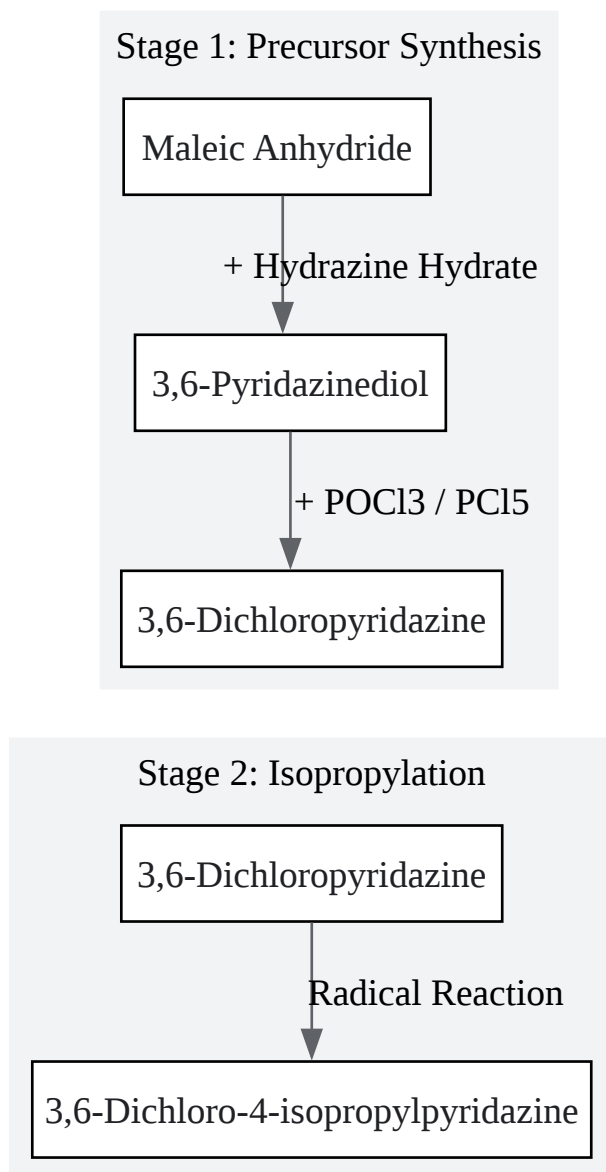 Stage 1: Precursor Synthesis
Maleic Anhydride
+ Hydrazine Hydrate
3,6-Pyridazinediol
+ POCl3 / PCl5
3,6-Dichloropyridazine
Stage 2: Isopropylation
3,6-Dichloropyridazine
Radical Reaction
3,6-Dichloro-4-isopropylpyridazine